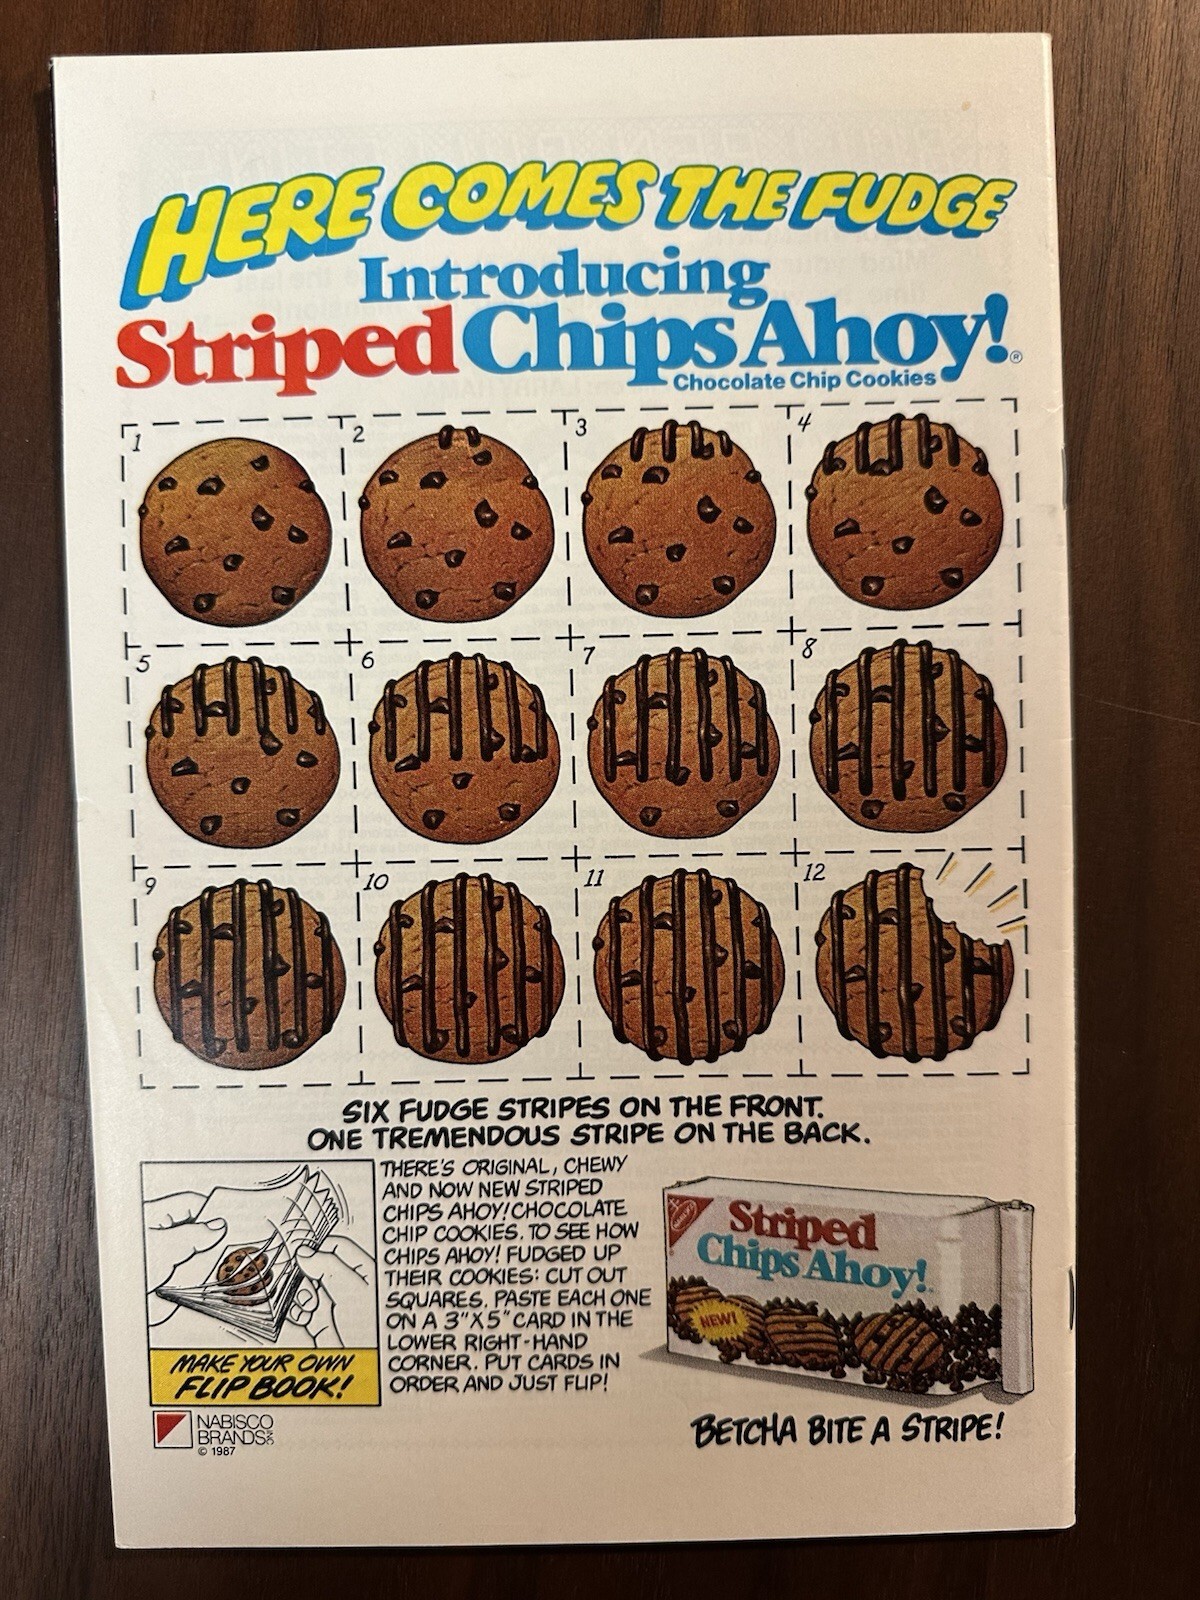 HERE COMES THE FUDGE
Introducing
Striped Chips Ahoy!®
Chocolate Chip Cookies
1
2
3
4
5
6
7
8
9
10
11
12
SIX FUDGE STRIPES ON THE FRONT.
ONE TREMENDOUS STRIPE ON THE BACK.
THERE'S ORIGINAL, CHEWY
AND NOW NEW STRIPED
CHIPS AHOY! CHOCOLATE
CHIP COOKIES. TO SEE HOW
CHIPS AHOY! FUDGED UP
THEIR COOKIES: CUT OUT
SQUARES. PASTE EACH ONE
ON A 3"X5" CARD IN THE
LOWER RIGHT-HAND
CORNER. PUT CARDS IN
ORDER AND JUST FLIP!
MAKE YOUR OWN
FLIP BOOK!
NABISCO
BRANDS INC
© 1987
NABISCO
Striped
Chips Ahoy!
NEW!
BETCHA BITE A STRIPE!